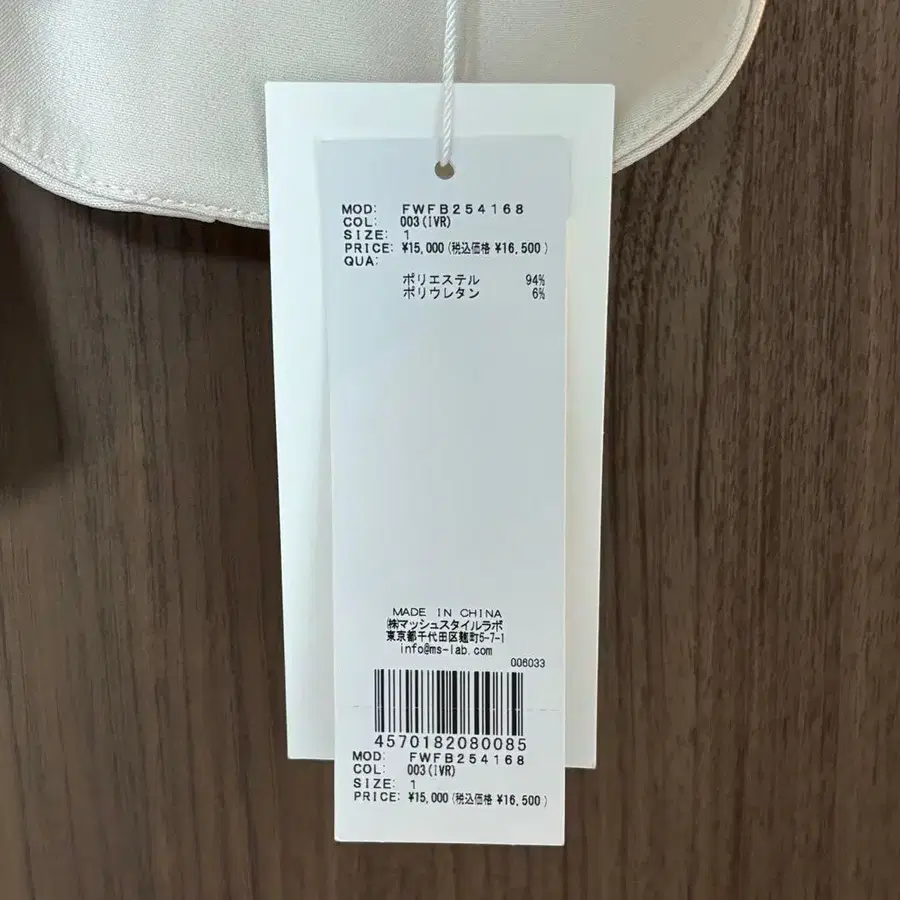 MOD: FWFB254168
COL: 003(IVR)
SIZE: 1
PRICE: ¥15,000(税込価格 ¥16,500)
QUA:
ポリエステル 94%
ポリウレタン 6%
MADE IN CHINA
㈱マッシュスタイルラボ
東京都千代田区麹町5-7-1
info@ms-lab.com
006033
4570182080085
MOD: FWFB254168
COL: 003(IVR)
SIZE: 1
PRICE: ¥15,000(税込価格 ¥16,500)